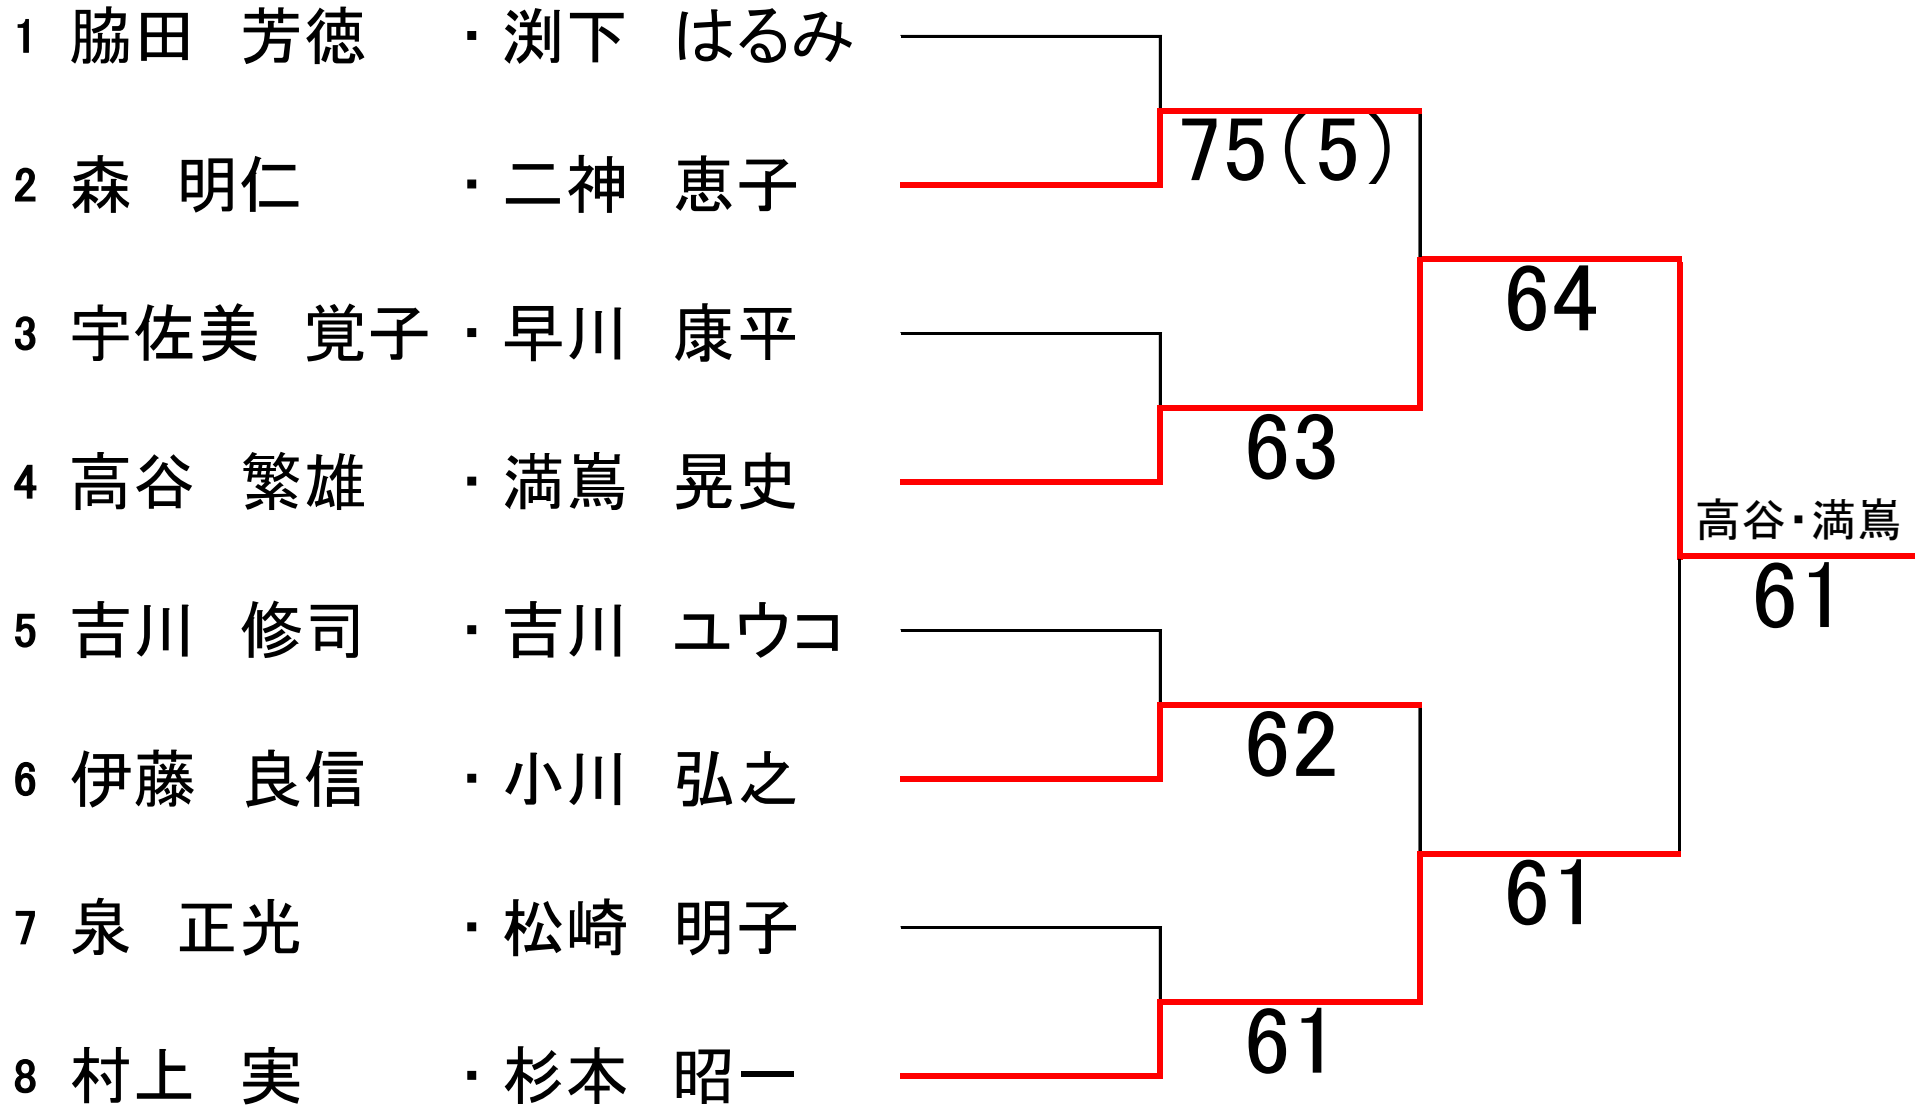 1 脇田 芳徳 ・ 渕下 はるみ
75(5)
2 森 明仁 ・ 二神 恵子
64
3 宇佐美 覚子 ・ 早川 康平
63
4 高谷 繁雄 ・ 満嶌 晃史
高谷・満嶌
61
5 吉川 修司 ・ 吉川 ユウコ
62
6 伊藤 良信 ・ 小川 弘之
61
7 泉 正光 ・ 松崎 明子
61
8 村上 実 ・ 杉本 昭一